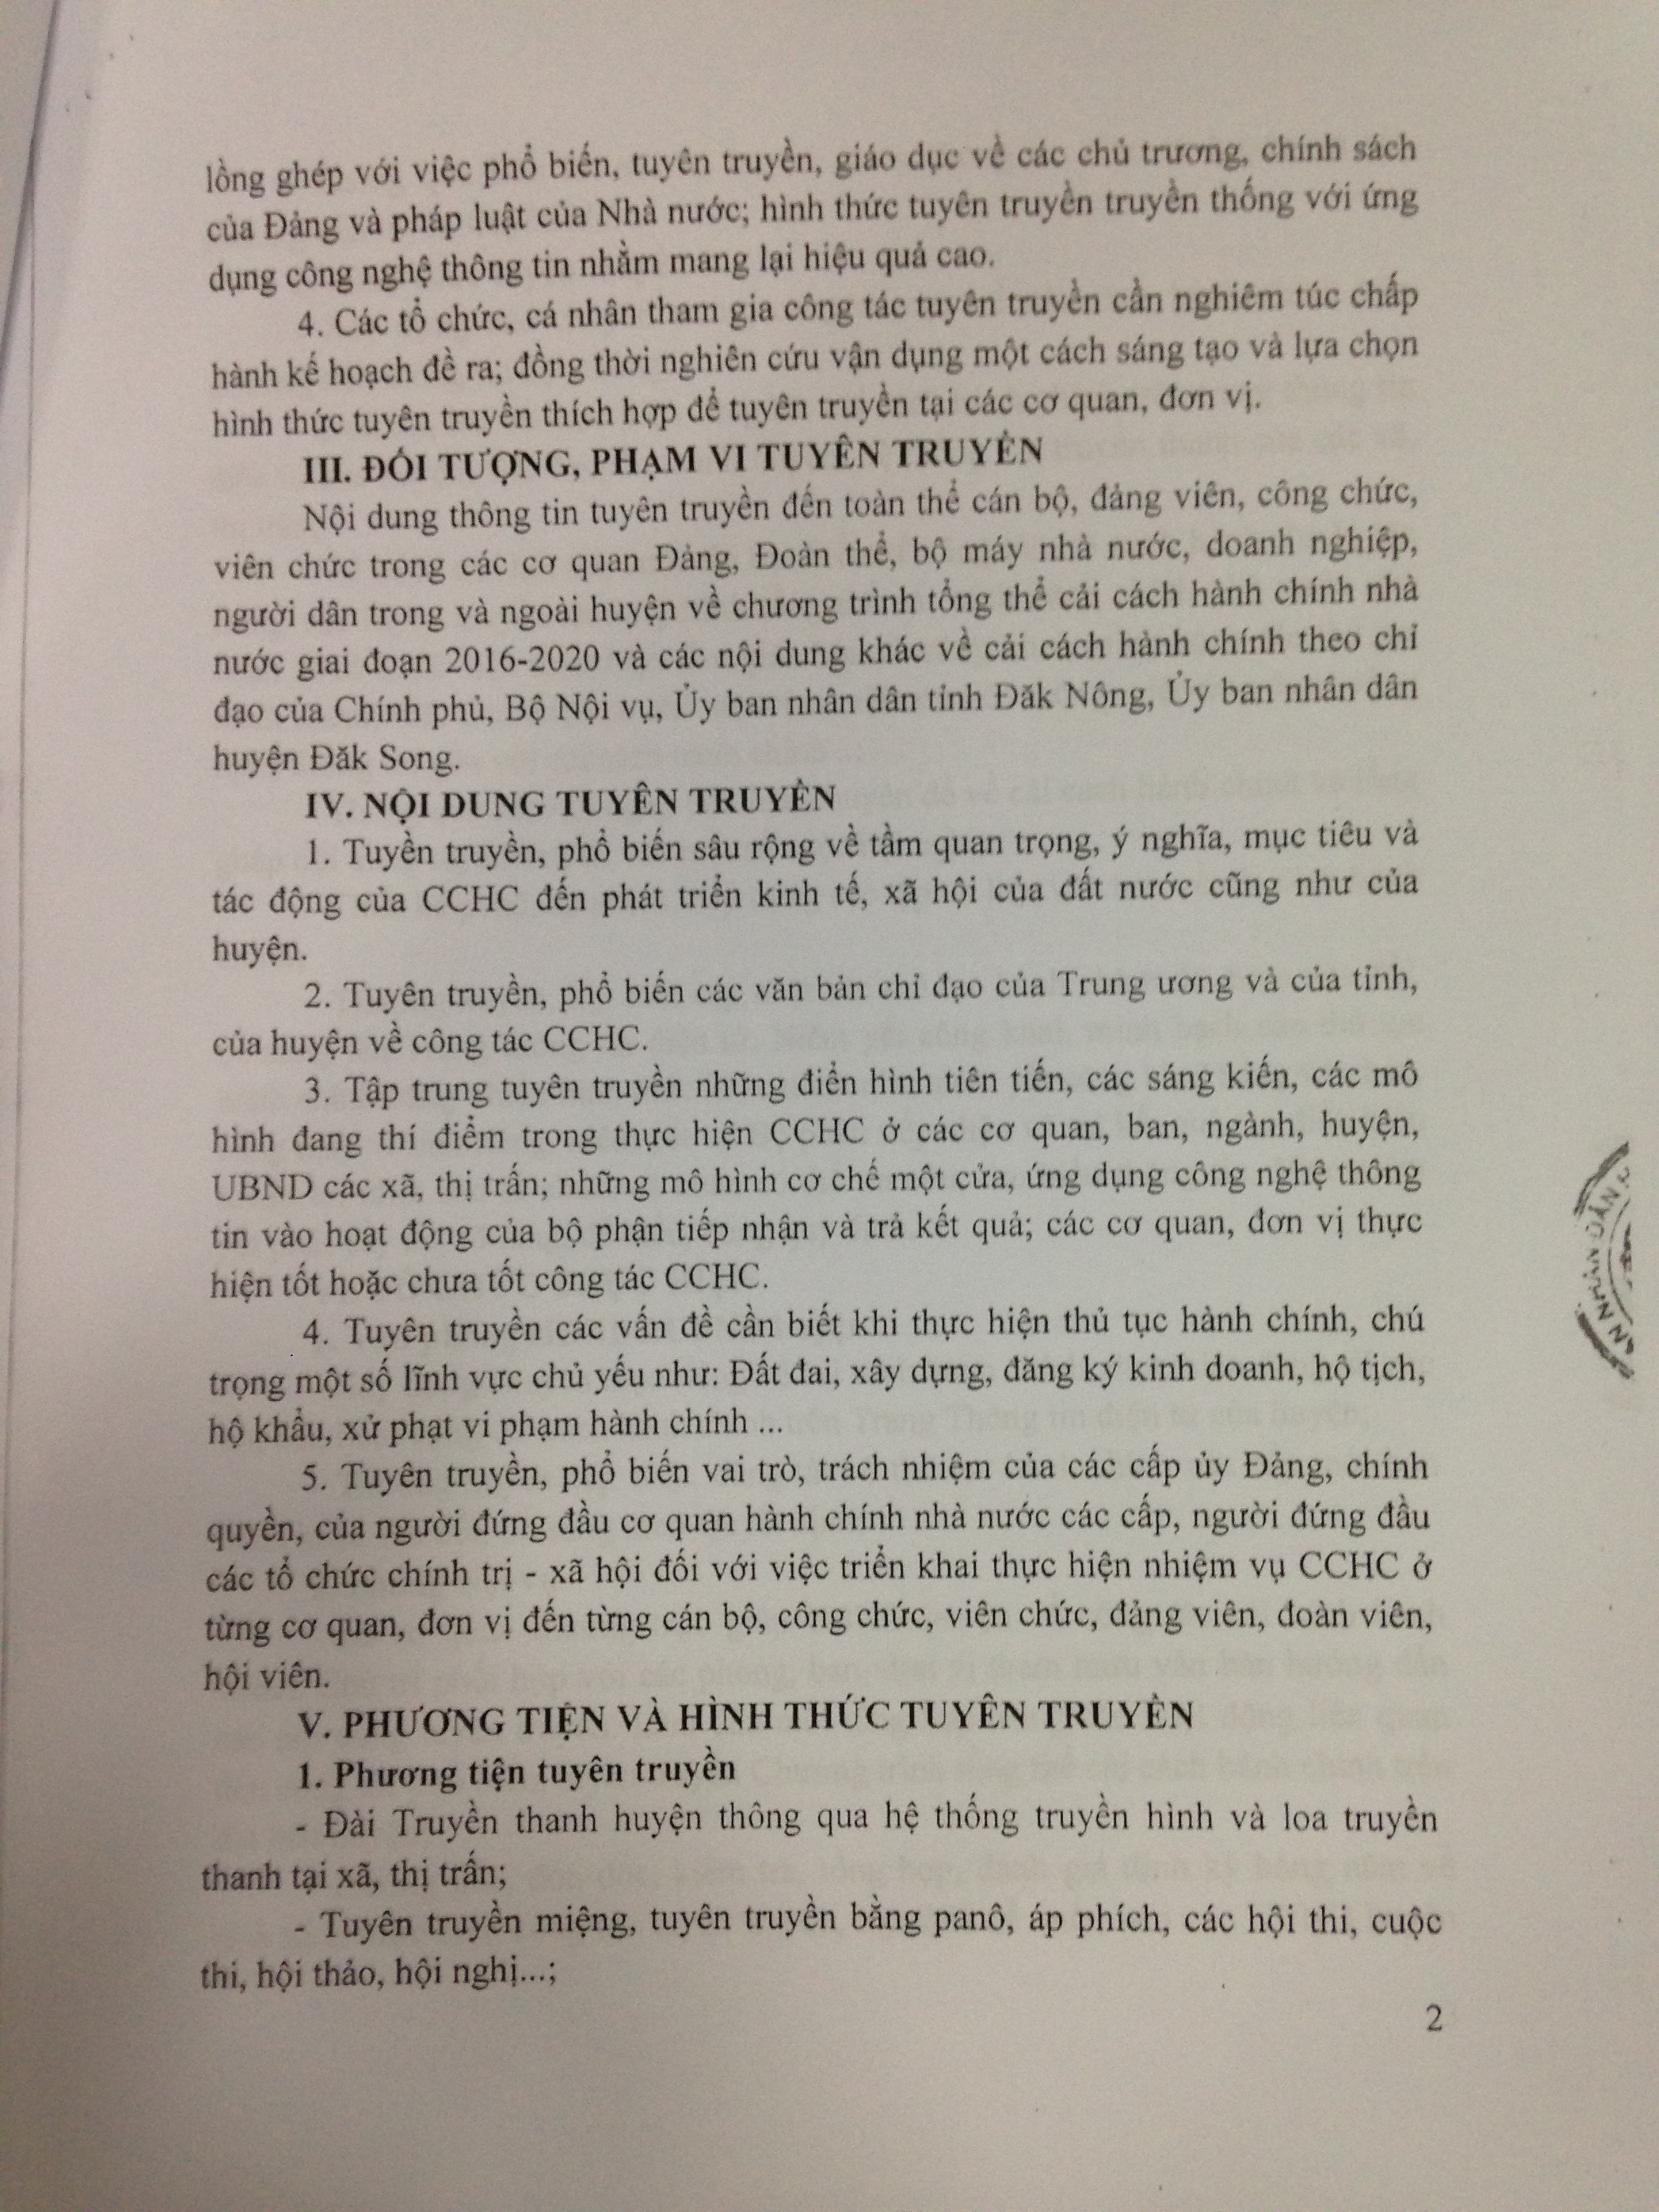 lồng ghép với việc phổ biến, tuyên truyền, giáo dục về các chủ trương, chính sách
của Đảng và pháp luật của Nhà nước; hình thức tuyên truyền truyền thống với ứng
dụng công nghệ thông tin nhằm mang lại hiệu quả cao.
4. Các tổ chức, cá nhân tham gia công tác tuyên truyền cần nghiêm túc chấp
hành kế hoạch đề ra; đồng thời nghiên cứu vận dụng một cách sáng tạo và lựa chọn
hình thức tuyên truyền thích hợp để tuyên truyền tại các cơ quan, đơn vị.
III. ĐỐI TƯỢNG, PHẠM VI TUYÊN TRUYỀN
Nội dung thông tin tuyên truyền đến toàn thể cán bộ, đảng viên, công chức,
viên chức trong các cơ quan Đảng, Đoàn thể, bộ máy nhà nước, doanh nghiệp,
người dân trong và ngoài huyện về chương trình tổng thể cải cách hành chính nhà
nước giai đoạn 2016-2020 và các nội dung khác về cải cách hành chính theo chỉ
đạo của Chính phủ, Bộ Nội vụ, Ủy ban nhân dân tỉnh Đăk Nông, Ủy ban nhân dân
huyện Đăk Song.
IV. NỘI DUNG TUYÊN TRUYỀN
1. Tuyền truyền, phổ biến sâu rộng về tầm quan trọng, ý nghĩa, mục tiêu và
tác động của CCHC đến phát triển kinh tế, xã hội của đất nước cũng như của
huyện.
2. Tuyên truyền, phổ biến các văn bản chỉ đạo của Trung ương và của tỉnh,
của huyện về công tác CCHC.
3. Tập trung tuyên truyền những điển hình tiên tiến, các sáng kiến, các mô
hình đang thí điểm trong thực hiện CCHC ở các cơ quan, ban, ngành, huyện,
UBND các xã, thị trấn; những mô hình cơ chế một cửa, ứng dụng công nghệ thông
tin vào hoạt động của bộ phận tiếp nhận và trả kết quả; các cơ quan, đơn vị thực
hiện tốt hoặc chưa tốt công tác CCHC.
4. Tuyên truyền các vấn đề cần biết khi thực hiện thủ tục hành chính, chú
trọng một số lĩnh vực chủ yếu như: Đất đai, xây dựng, đăng ký kinh doanh, hộ tịch,
hộ khẩu, xử phạt vi phạm hành chính ...
5. Tuyên truyền, phổ biến vai trò, trách nhiệm của các cấp ủy Đảng, chính
quyền, của người đứng đầu cơ quan hành chính nhà nước các cấp, người đứng đầu
các tổ chức chính trị - xã hội đối với việc triển khai thực hiện nhiệm vụ CCHC ở
từng cơ quan, đơn vị đến từng cán bộ, công chức, viên chức, đảng viên, đoàn viên,
hội viên.
V. PHƯƠNG TIỆN VÀ HÌNH THỨC TUYÊN TRUYỀN
1. Phương tiện tuyên truyền
- Đài Truyền thanh huyện thông qua hệ thống truyền hình và loa truyền
thanh tại xã, thị trấn;
- Tuyên truyền miệng, tuyên truyền bằng panô, áp phích, các hội thi, cuộc
thi, hội thảo, hội nghị...;
2
NHÂN DÂN